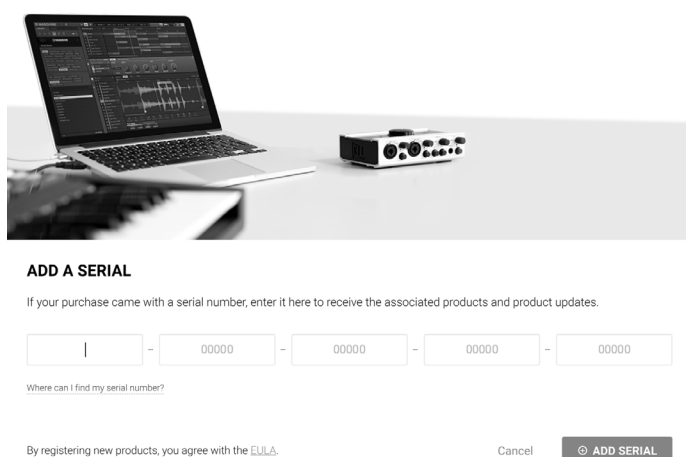 ADD A SERIAL
If your purchase came with a serial number, enter it here to receive the associated products and product updates.
– 00000 – 00000 – 00000 – 00000
Where can I find my serial number?
By registering new products, you agree with the EULA. Cancel ADD SERIAL